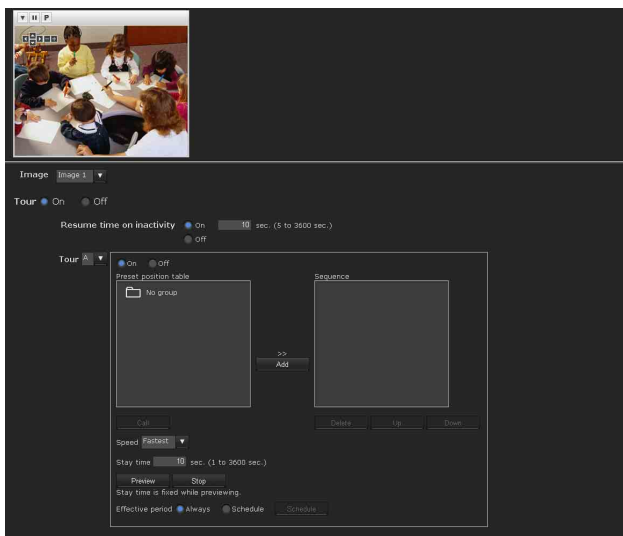 P
Image Image 1
Tour On Off
Resume time on inactivity On 10 sec. (5 to 3600 sec.)
Off
Tour A
On Off
Preset position table Sequence
No group
>>
Add
Call Delete Up Down
Speed Fastest
Stay time 10 sec. (1 to 3600 sec.)
Preview Stop
Stay time is fixed while previewing.
Effective period Always Schedule Schedule